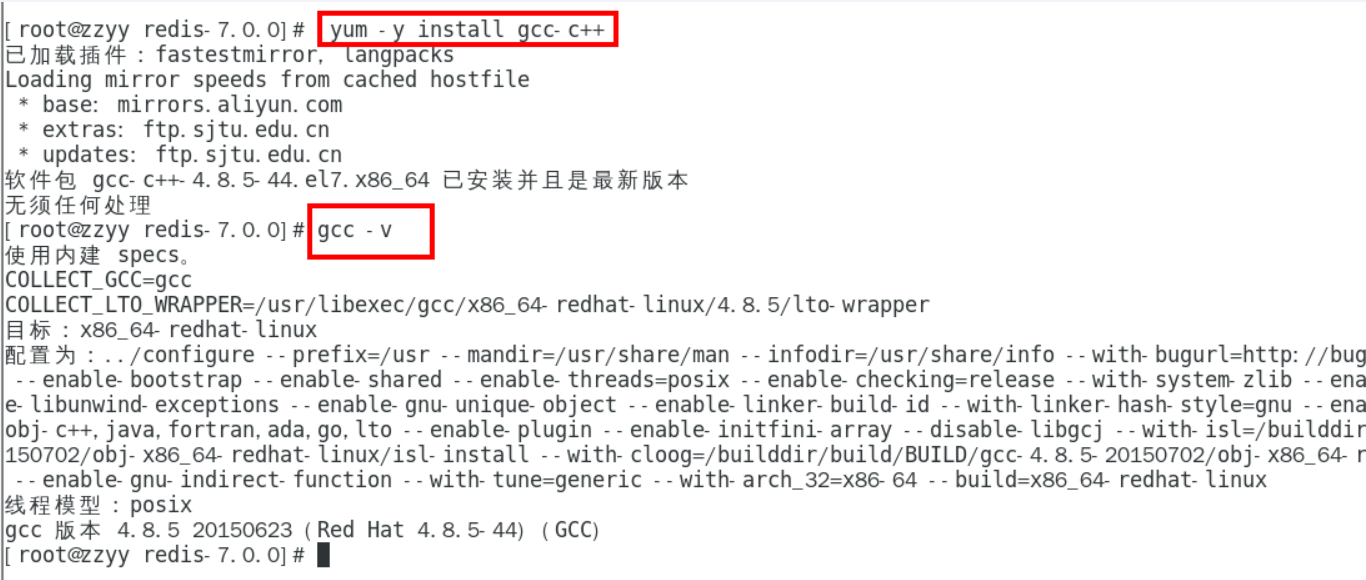 [root@zzyy redis-7.0.0]# yum -y install gcc-c++
已加载插件：fastestmirror, langpacks
Loading mirror speeds from cached hostfile
 * base: mirrors.aliyun.com
 * extras: ftp.sjtu.edu.cn
 * updates: ftp.sjtu.edu.cn
软件包 gcc-c++-4.8.5-44.el7.x86_64 已安装并且是最新版本
无须任何处理
[root@zzyy redis-7.0.0]# gcc -v
使用内建 specs。
COLLECT_GCC=gcc
COLLECT_LTO_WRAPPER=/usr/libexec/gcc/x86_64-redhat-linux/4.8.5/lto-wrapper
目标：x86_64-redhat-linux
配置为：../configure --prefix=/usr --mandir=/usr/share/man --infodir=/usr/share/info --with-bugurl=http://bug
 --enable-bootstrap --enable-shared --enable-threads=posix --enable-checking=release --with-system-zlib --ena
e-libunwind-exceptions --enable-gnu-unique-object --enable-linker-build-id --with-linker-hash-style=gnu --ena
obj-c++,java,fortran,ada,go,lto --enable-plugin --enable-initfini-array --disable-libgcj --with-isl=/builddir
150702/obj-x86_64-redhat-linux/isl-install --with-cloog=/builddir/build/BUILD/gcc-4.8.5-20150702/obj-x86_64-r
 --enable-gnu-indirect-function --with-tune=generic --with-arch_32=x86-64 --build=x86_64-redhat-linux
线程模型：posix
gcc 版本 4.8.5 20150623 (Red Hat 4.8.5-44) (GCC)
[root@zzyy redis-7.0.0]#